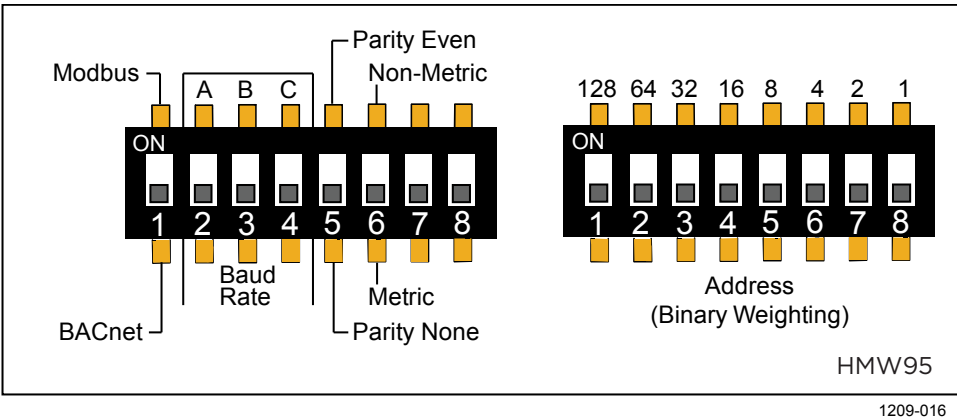 Parity Even
Modbus
Non-Metric
A B C
ON
1 2 3 4 5 6 7 8
Baud
Rate
Metric
BACnet
Parity None
128 64 32 16 8 4 2 1
ON
1 2 3 4 5 6 7 8
Address
(Binary Weighting)
HMW95
1209-016